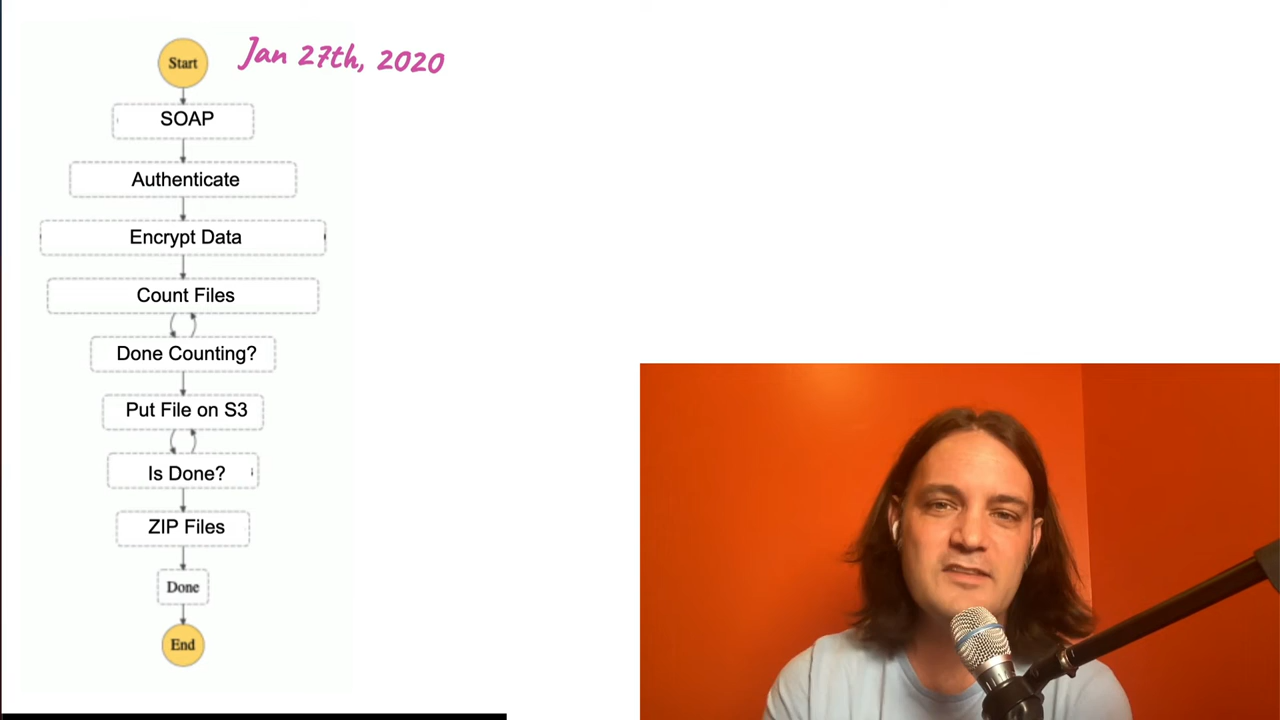 Start
Jan 27th, 2020
SOAP
Authenticate
Encrypt Data
Count Files
Done Counting?
Put File on S3
Is Done?
ZIP Files
Done
End